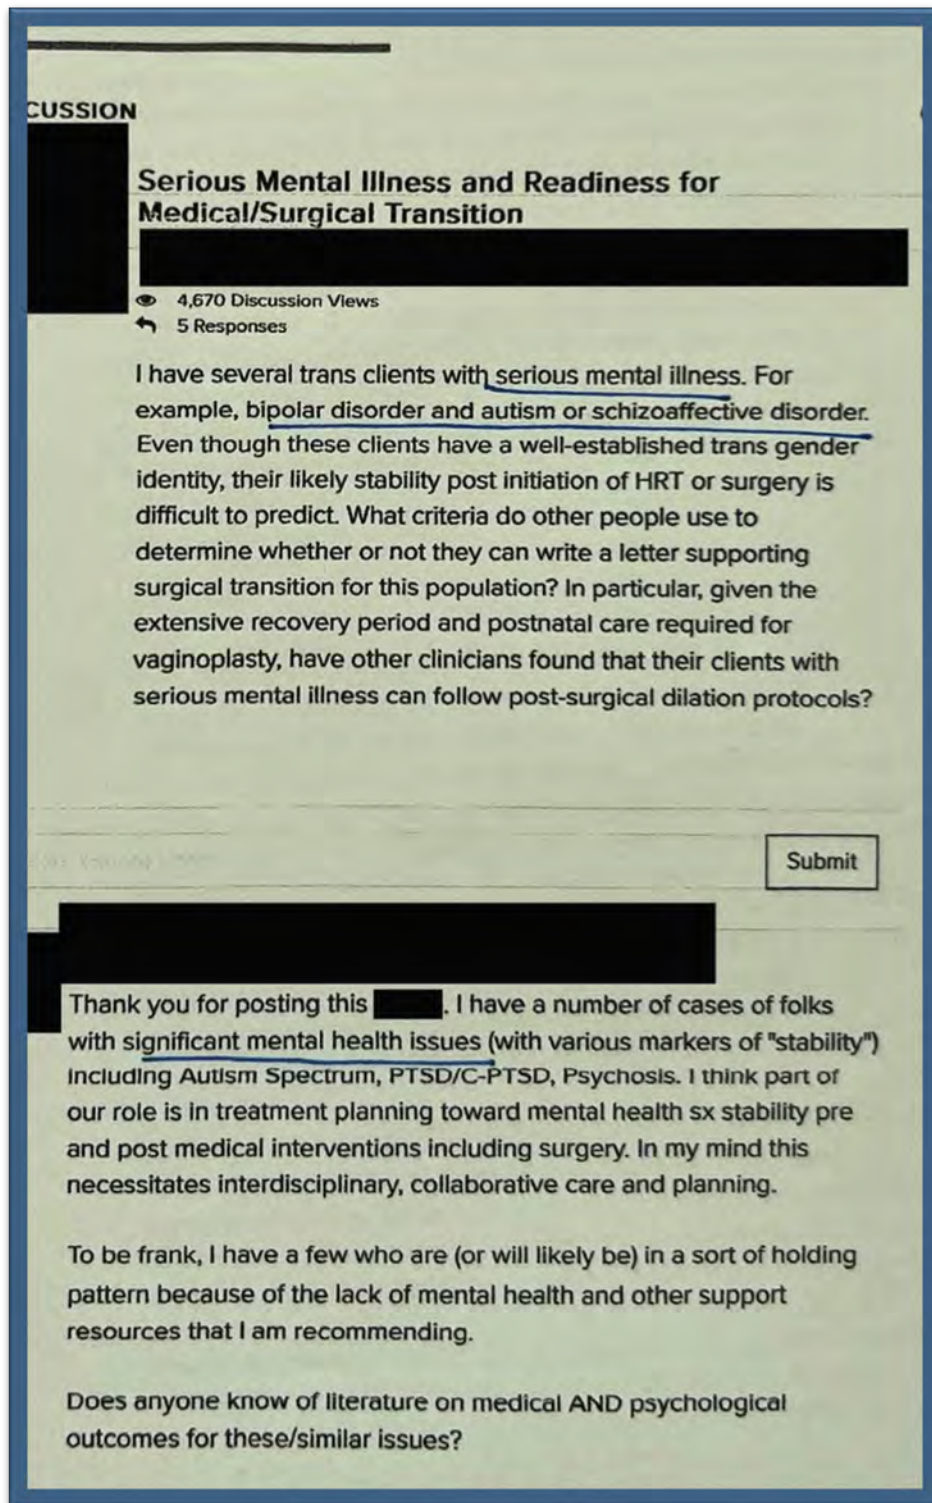 CUSSION
Serious Mental Illness and Readiness for
Medical/Surgical Transition
4,670 Discussion Views
5 Responses
I have several trans clients with serious mental illness. For
example, bipolar disorder and autism or schizoaffective disorder.
Even though these clients have a well-established trans gender
identity, their likely stability post initiation of HRT or surgery is
difficult to predict. What criteria do other people use to
determine whether or not they can write a letter supporting
surgical transition for this population? In particular, given the
extensive recovery period and postnatal care required for
vaginoplasty, have other clinicians found that their clients with
serious mental illness can follow post-surgical dilation protocols?
Submit
Thank you for posting this . I have a number of cases of folks
with significant mental health issues (with various markers of "stability")
including Autism Spectrum, PTSD/C-PTSD, Psychosis. I think part of
our role is in treatment planning toward mental health sx stability pre
and post medical interventions including surgery. In my mind this
necessitates interdisciplinary, collaborative care and planning.
To be frank, I have a few who are (or will likely be) in a sort of holding
pattern because of the lack of mental health and other support
resources that I am recommending.
Does anyone know of literature on medical AND psychological
outcomes for these/similar issues?